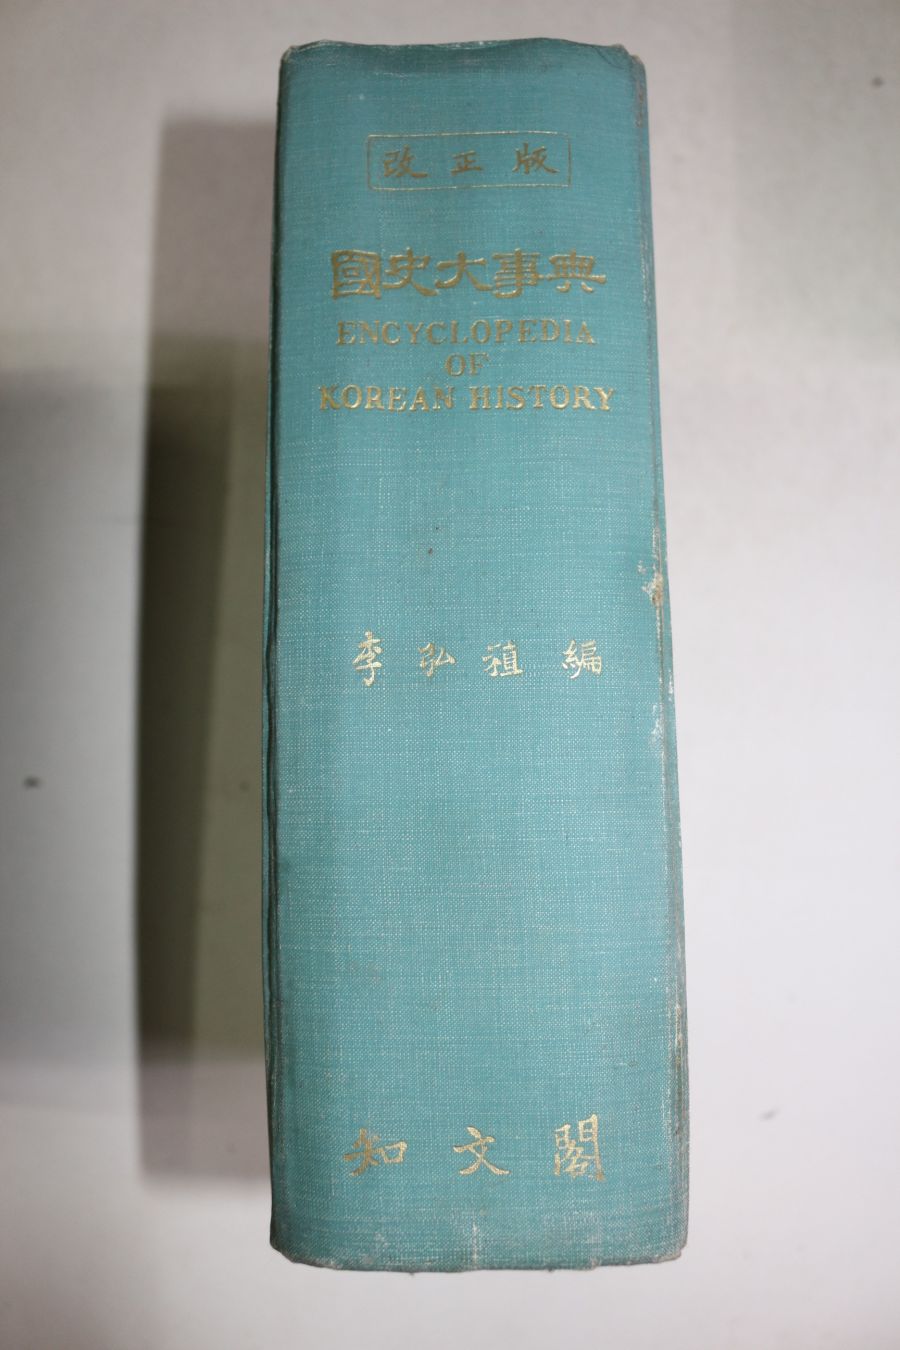 改正版
國史大事典
ENCYCLOPEDIA
OF
KOREAN HISTORY
李弘稙編
知文閣